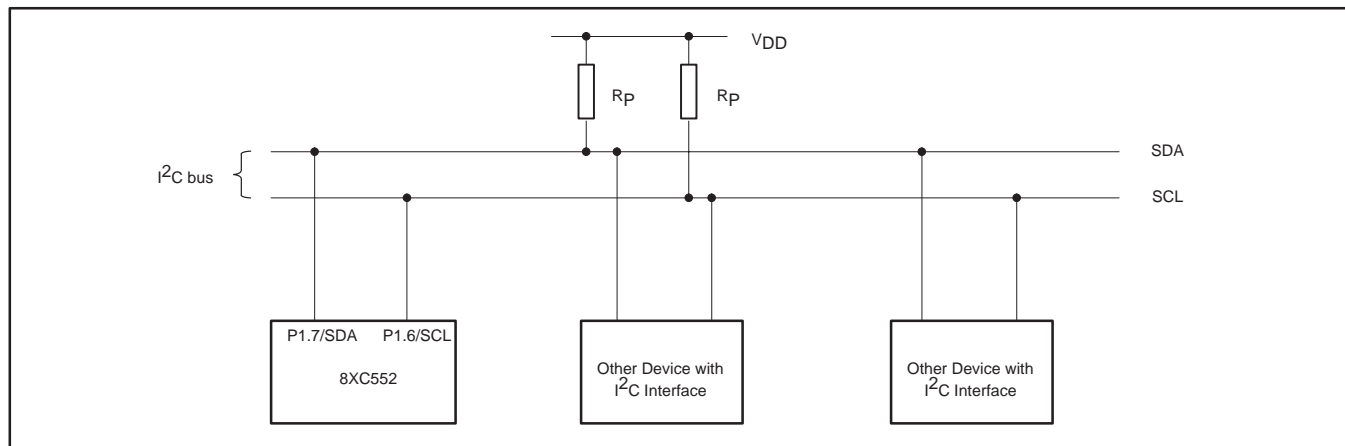 VDD
RP
RP
SDA
I²C bus
SCL
P1.7/SDA P1.6/SCL
8XC552
Other Device with
I²C Interface
Other Device with
I²C Interface